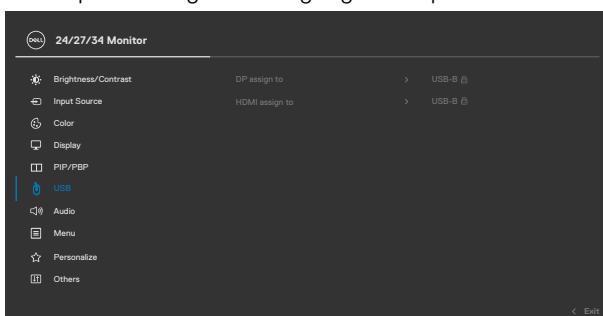 DELL 24/27/34 Monitor
Brightness/Contrast DP assign to > USB-B
Input Source HDMI assign to > USB-B
Color
Display
PIP/PBP
USB
Audio
Menu
Personalize
Others
< Exit